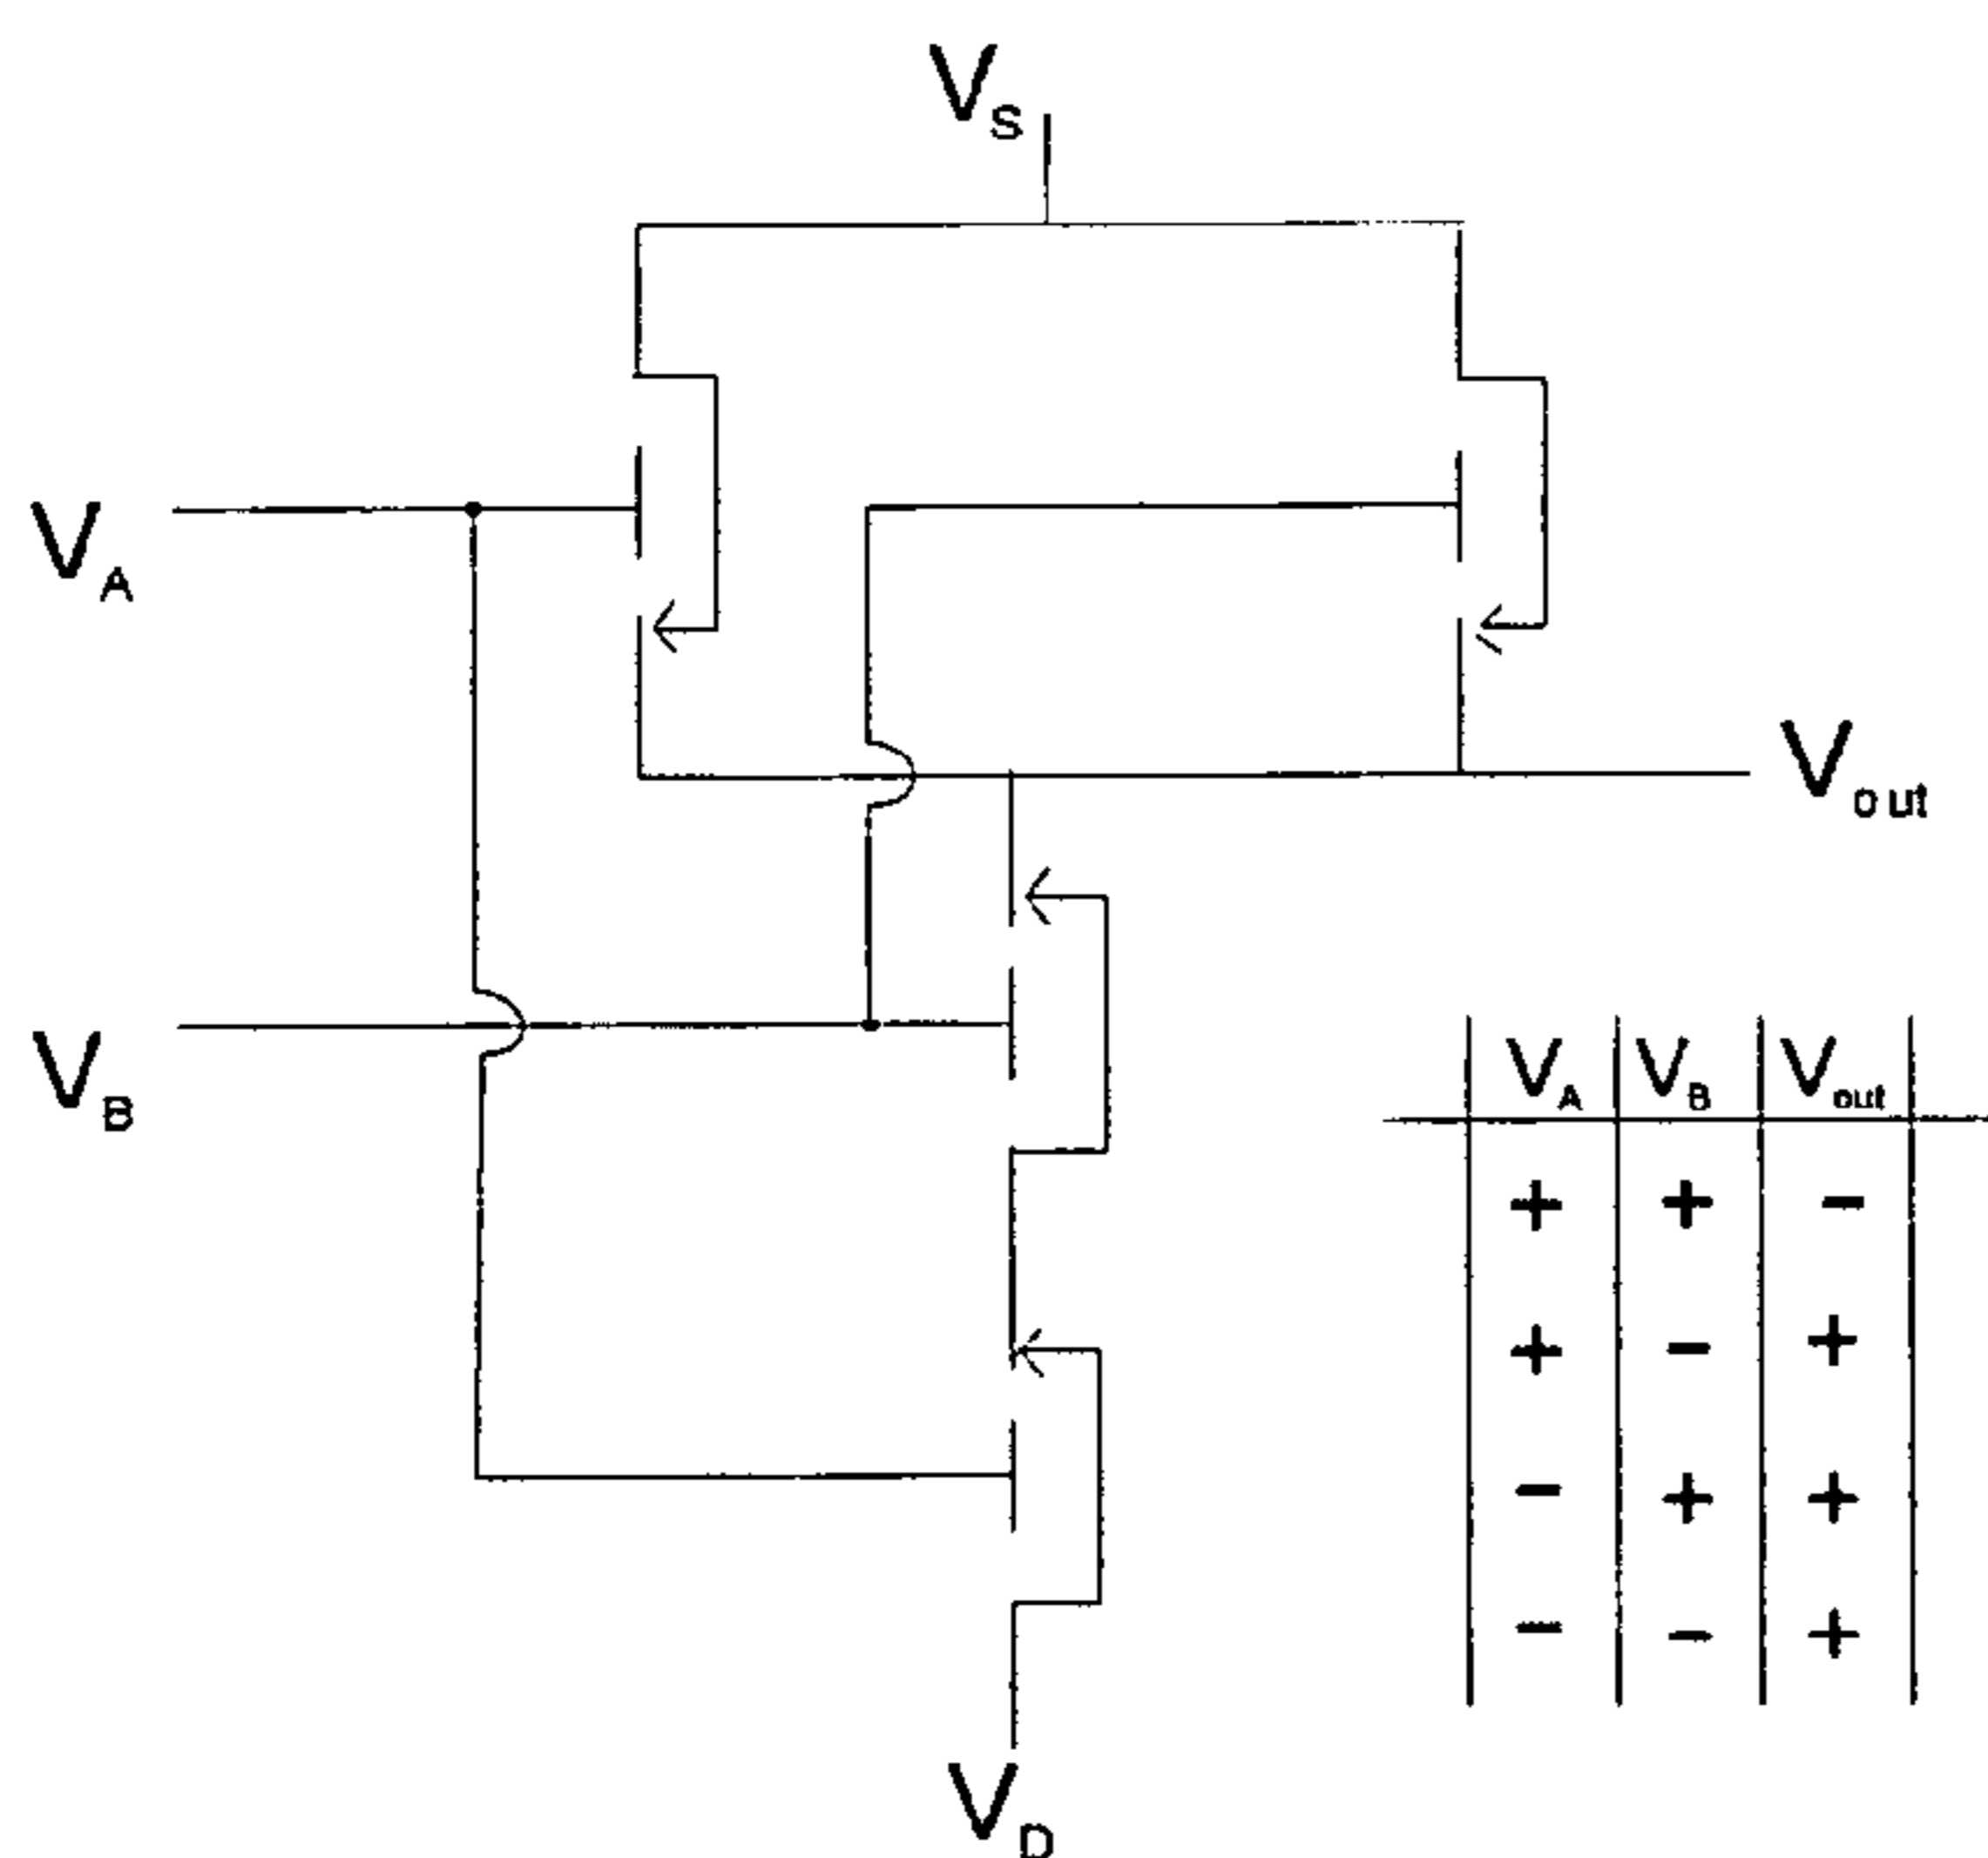 V_S
V_A
V_out
V_B
V_A V_B V_out
+ + −
+ − +
− + +
− − +
V_D